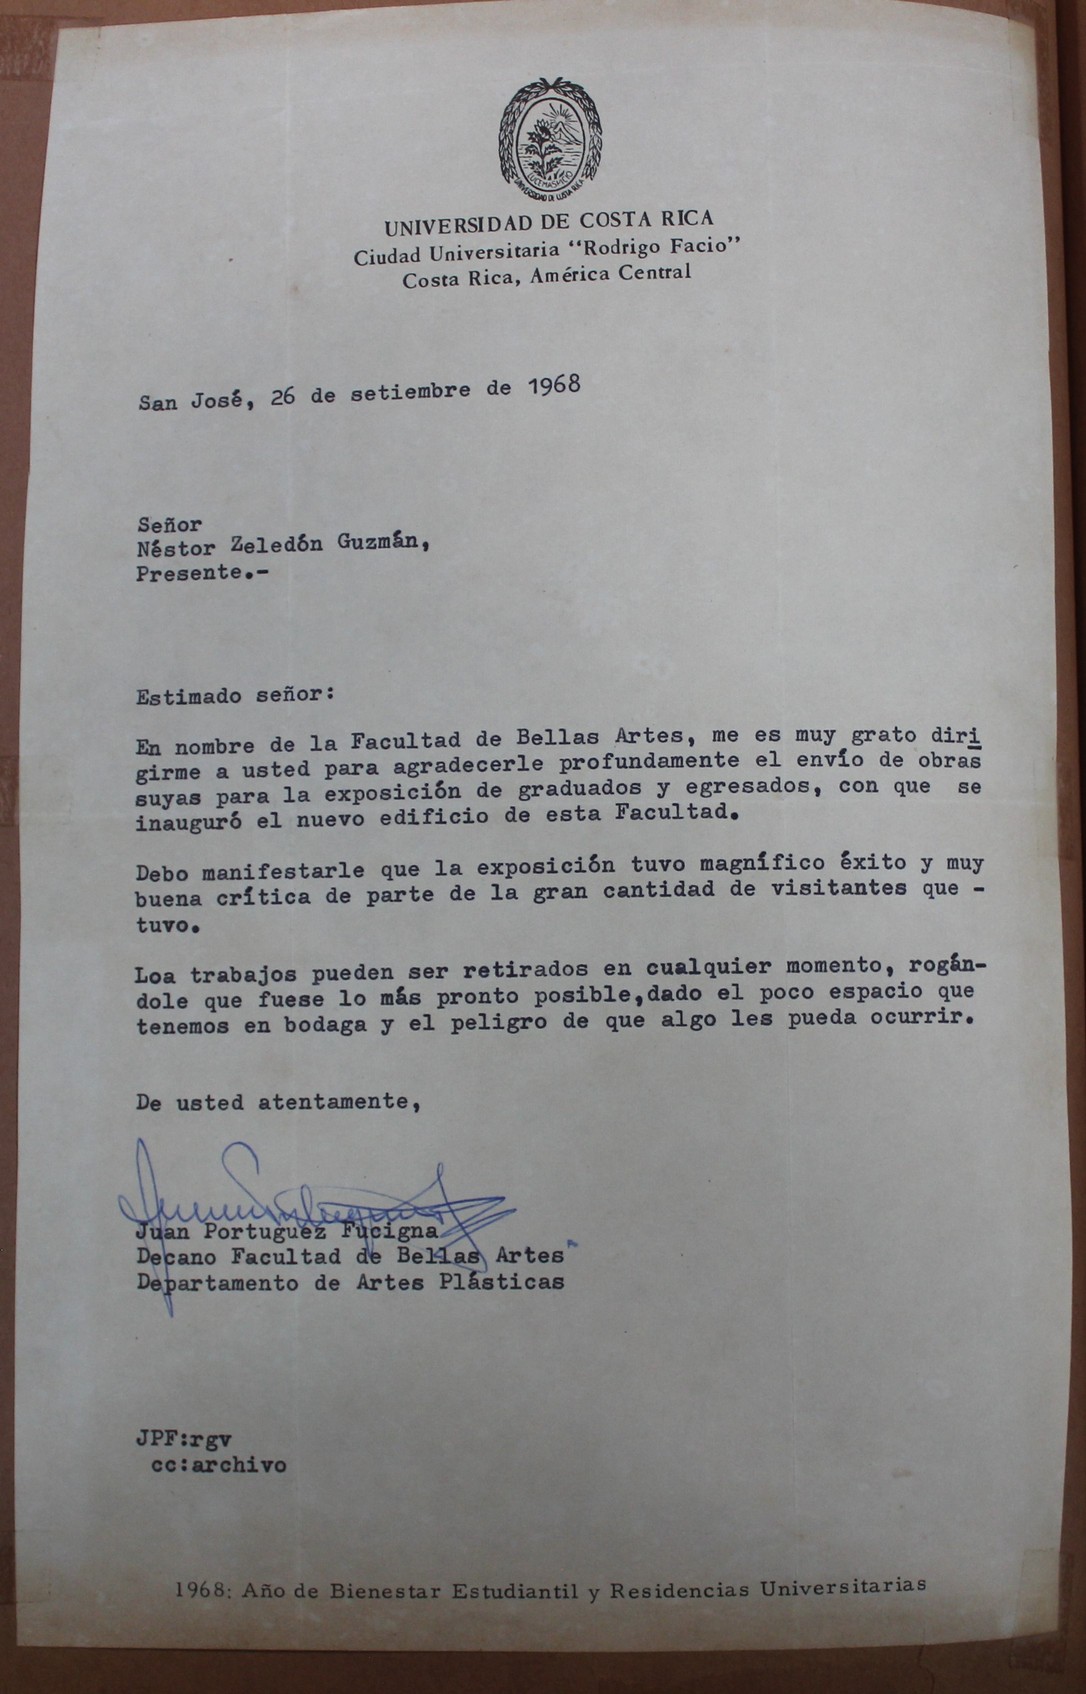 LUCEM ASPICIO
UNIVERSIDAD DE COSTA RICA
UNIVERSIDAD DE COSTA RICA
Ciudad Universitaria “Rodrigo Facio”
Costa Rica, América Central
San José, 26 de setiembre de 1968
Señor
Néstor Zeledón Guzmán,
Presente.-
Estimado señor:
En nombre de la Facultad de Bellas Artes, me es muy grato diri
girme a usted para agradecerle profundamente el envío de obras
suyas para la exposición de graduados y egresados, con que se
inauguró el nuevo edificio de esta Facultad.
Debo manifestarle que la exposición tuvo magnífico éxito y muy
buena crítica de parte de la gran cantidad de visitantes que -
tuvo.
Loa trabajos pueden ser retirados en cualquier momento, rogán-
dole que fuese lo más pronto posible,dado el poco espacio que
tenemos en bodaga y el peligro de que algo les pueda ocurrir.
De usted atentamente,
Juan Portuguez Fucigna
Decano Facultad de Bellas Artes
Departamento de Artes Plásticas
JPF:rgv
cc:archivo
1968: Año de Bienestar Estudiantil y Residencias Universitarias